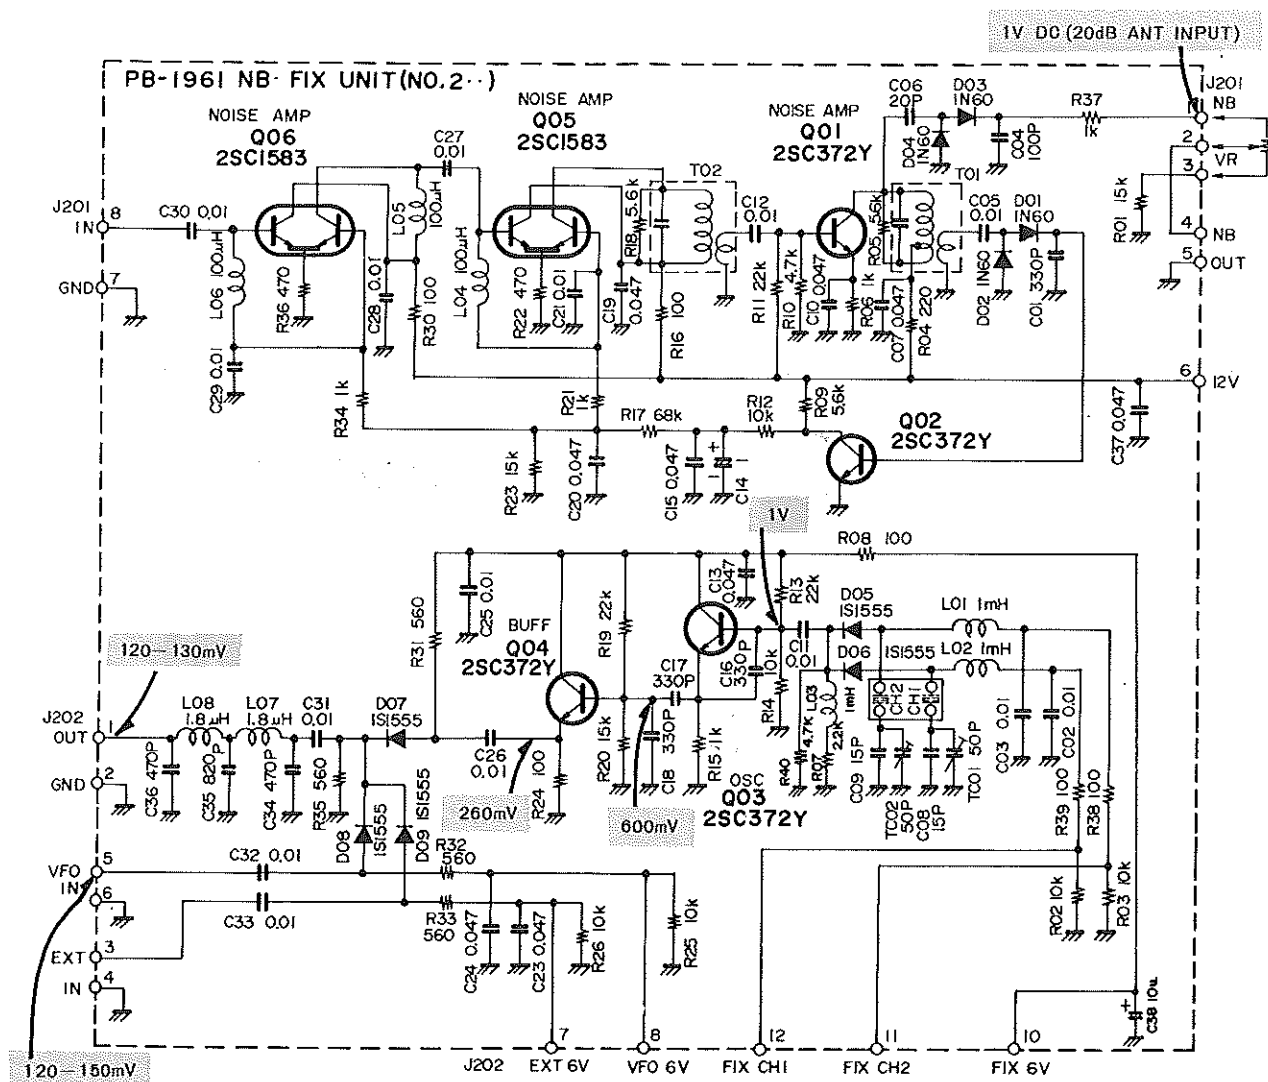 1V DC (20dB ANT INPUT)
PB-1961 NB· FIX UNIT(NO.2··)
J201
NB
1
2
VR
3
4
NB
5
OUT
6
12V
NOISE AMP
Q06
2SC1583
NOISE AMP
Q05
2SC1583
NOISE AMP
Q01
2SC372Y
C06
20P
D03
1N60
R37
1k
D04
1N60
C04
100P
C27
0.01
T02
T01
J201
IN
8
C30 0.01
L05
100μH
R18 5.6k
C12
0.01
R05 56k
C05
0.01
D01
1N60
R01 15k
GND
7
L06 100μH
R36 470
C28 0.01
R30 100
L04 100μH
R22 470
C21 0.01
C19
0.047
R16 100
R11 22k
R10 4.7k
C10 0.047
R06 1k
C07 0.047
R04 220
D02 1N60
C01 330P
C29 0.01
R34 1k
R21
1k
R17 68k
R12
10k
R09
5.6k
Q02
2SC372Y
C37 0.047
R23 15k
C20 0.047
C15 0.047
+
C14 1
1V
R08 100
C25 0.01
R31 560
BUFF
Q04
2SC372Y
R19 22k
C13
0.047
R13
22k
D05
1S1555
L01 1mH
C17
330P
C16
330P
C11
0.01
D06
1S1555
L02 1mH
120-130mV
L08
1.8μH
L07
1.8μH
C31
0.01
D07
1S1555
R14 10k
L03
1mH
CH2
CH1
J202
OUT
1
C36 470P
C35 820P
C34 470P
R35 560
C26
0.01
R24 100
R20 15k
C18 330P
R15 1k
R40 4.7k
R07 2.2k
C09 15P
TC02
50P
C08
15P
TC01 50P
C03 0.01
C02 0.01
GND
2
260mV
600mV
OSC
Q03
2SC372Y
R39 100
R38 100
D08
1S1555
D09 1S1555
VFO
IN
5
6
C32 0.01
R32
560
C33 0.01
R33
560
C24 0.047
C23 0.047
R26 10k
R25 10k
R02 10k
R03 10k
EXT
3
IN
4
+
C38 10μ
120-150mV
J202
7
EXT 6V
8
VFO 6V
12
FIX CH1
11
FIX CH2
10
FIX 6V